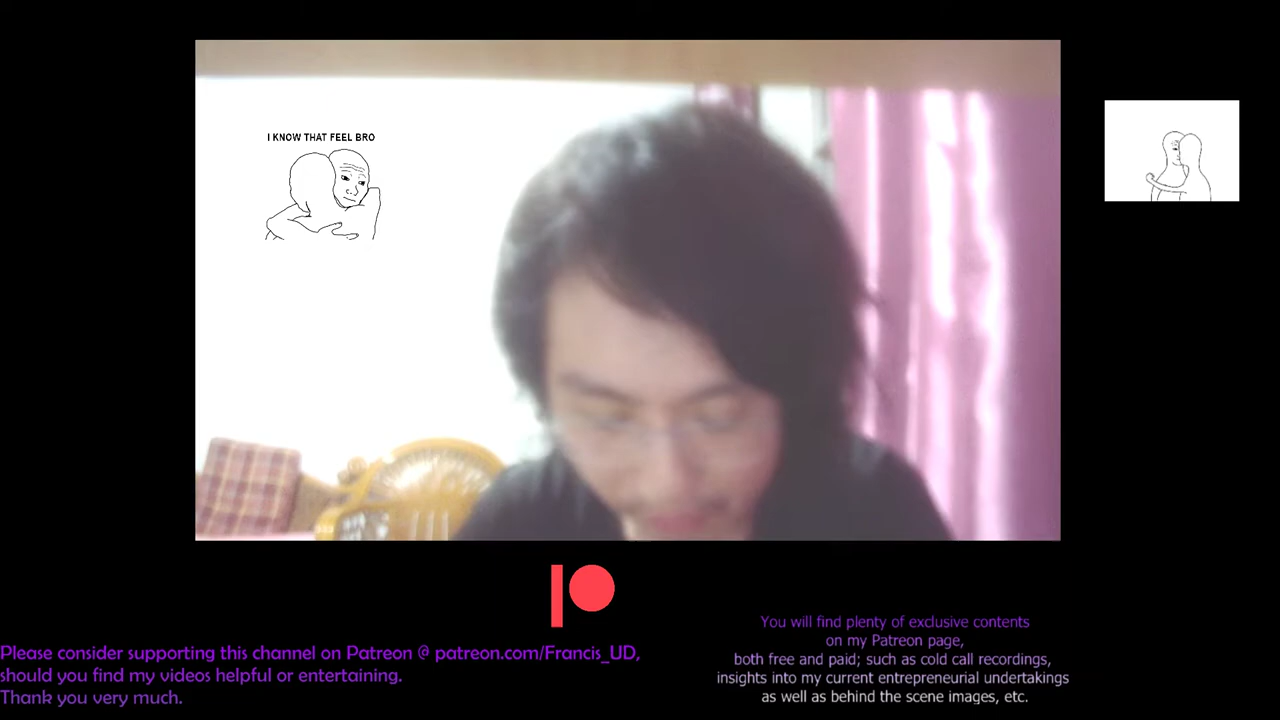 I KNOW THAT FEEL BRO
You will find plenty of exclusive contents
on my Patreon page,
both free and paid; such as cold call recordings,
insights into my current entrepreneurial undertakings
as well as behind the scene images, etc.
Please consider supporting this channel on Patreon @ patreon.com/Francis_UD,
should you find my videos helpful or entertaining.
Thank you very much.